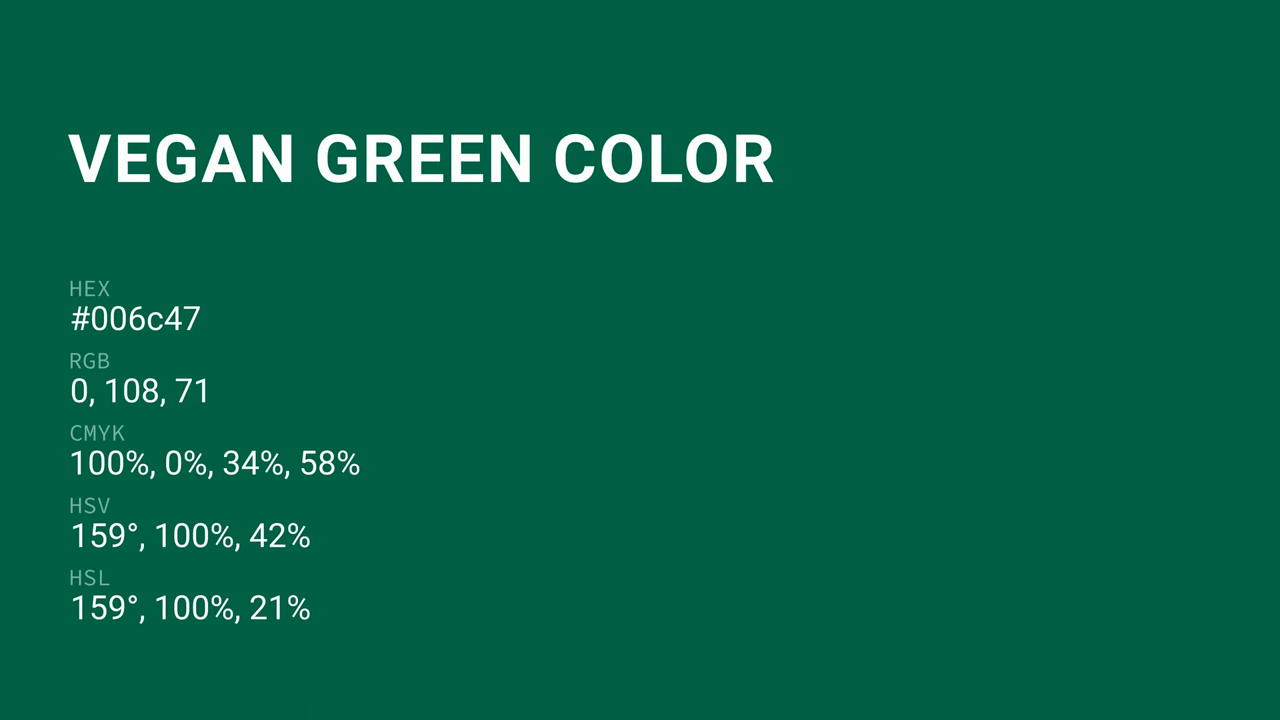 VEGAN GREEN COLOR
HEX
#006c47
RGB
0, 108, 71
CMYK
100%, 0%, 34%, 58%
HSV
159°, 100%, 42%
HSL
159°, 100%, 21%